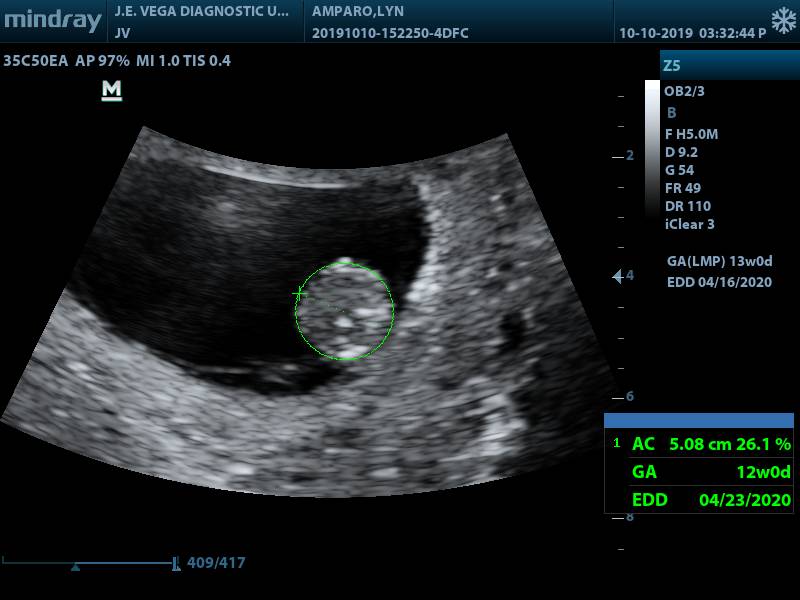 mindray
J.E. VEGA DIAGNOSTIC U...
JV
AMPARO,LYN
20191010-152250-4DFC
10-10-2019 03:32:44 P
35C50EA AP 97% MI 1.0 TIS 0.4
M
Z5
OB2/3
B
F H5.0M
D 9.2
G 54
FR 49
DR 110
iClear 3
GA(LMP) 13w0d
EDD 04/16/2020
2
4
6
8
1 AC 5.08 cm 26.1 %
GA 12w0d
EDD 04/23/2020
409/417